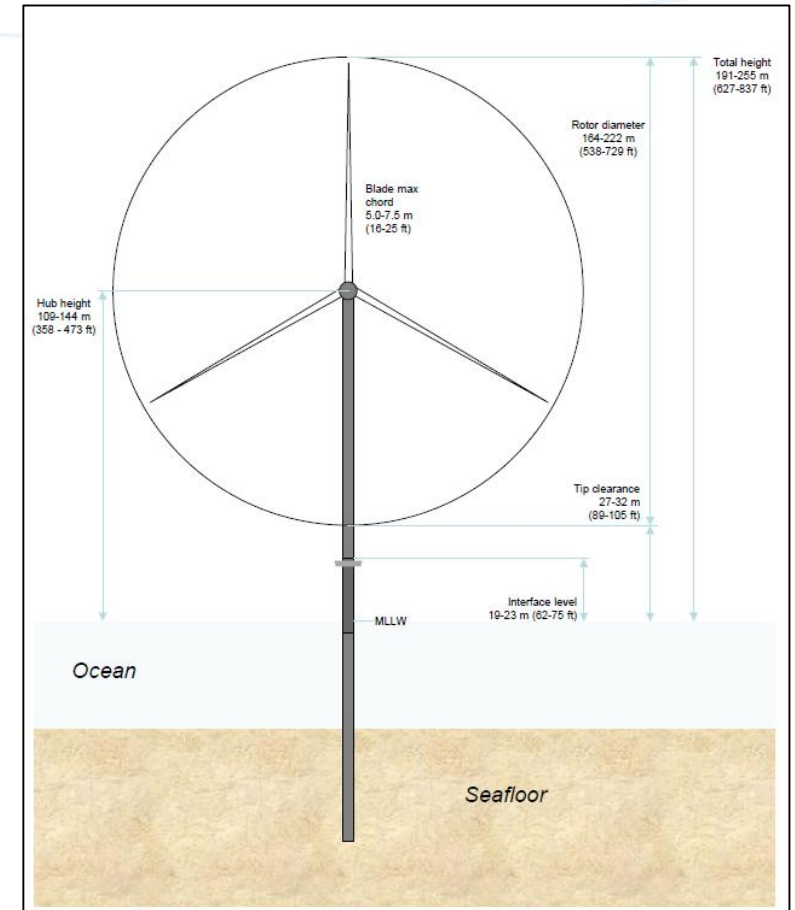 Total height
191-255 m
(627-837 ft)
Rotor diameter
164-222 m
(538-729 ft)
Blade max
chord
5.0-7.5 m
(16-25 ft)
Hub height
109-144 m
(358 - 473 ft)
Tip clearance
27-32 m
(89-105 ft)
Interface level
19-23 m (62-75 ft)
MLLW
Ocean
Seafloor